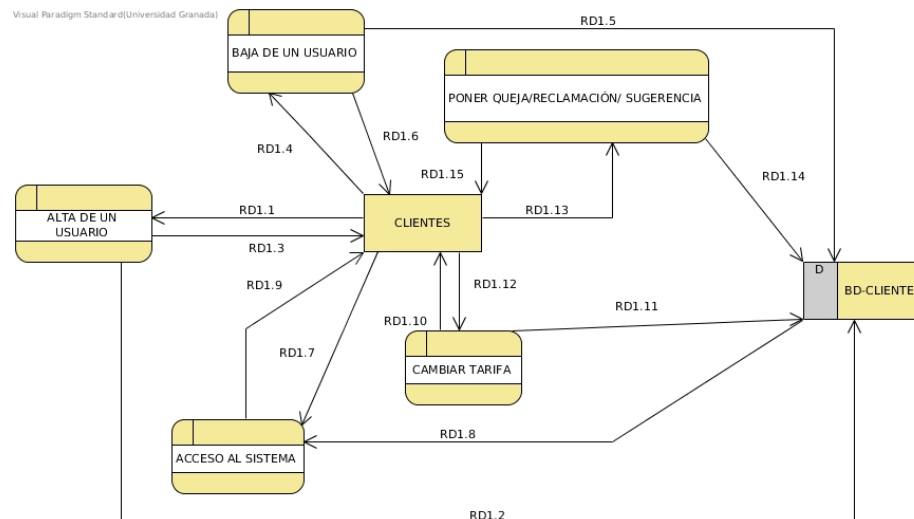 Visual Paradigm Standard(Universidad Granada)
RD1.5
BAJA DE UN USUARIO
PONER QUEJA/RECLAMACIÓN/ SUGERENCIA
RD1.6
RD1.4
RD1.15
RD1.14
RD1.1
RD1.13
ALTA DE UN
USUARIO
CLIENTES
RD1.3
D
RD1.9
RD1.12
BD-CLIENTE
RD1.10
RD1.11
RD1.7
CAMBIAR TARIFA
RD1.8
ACCESO AL SISTEMA
RD1.2